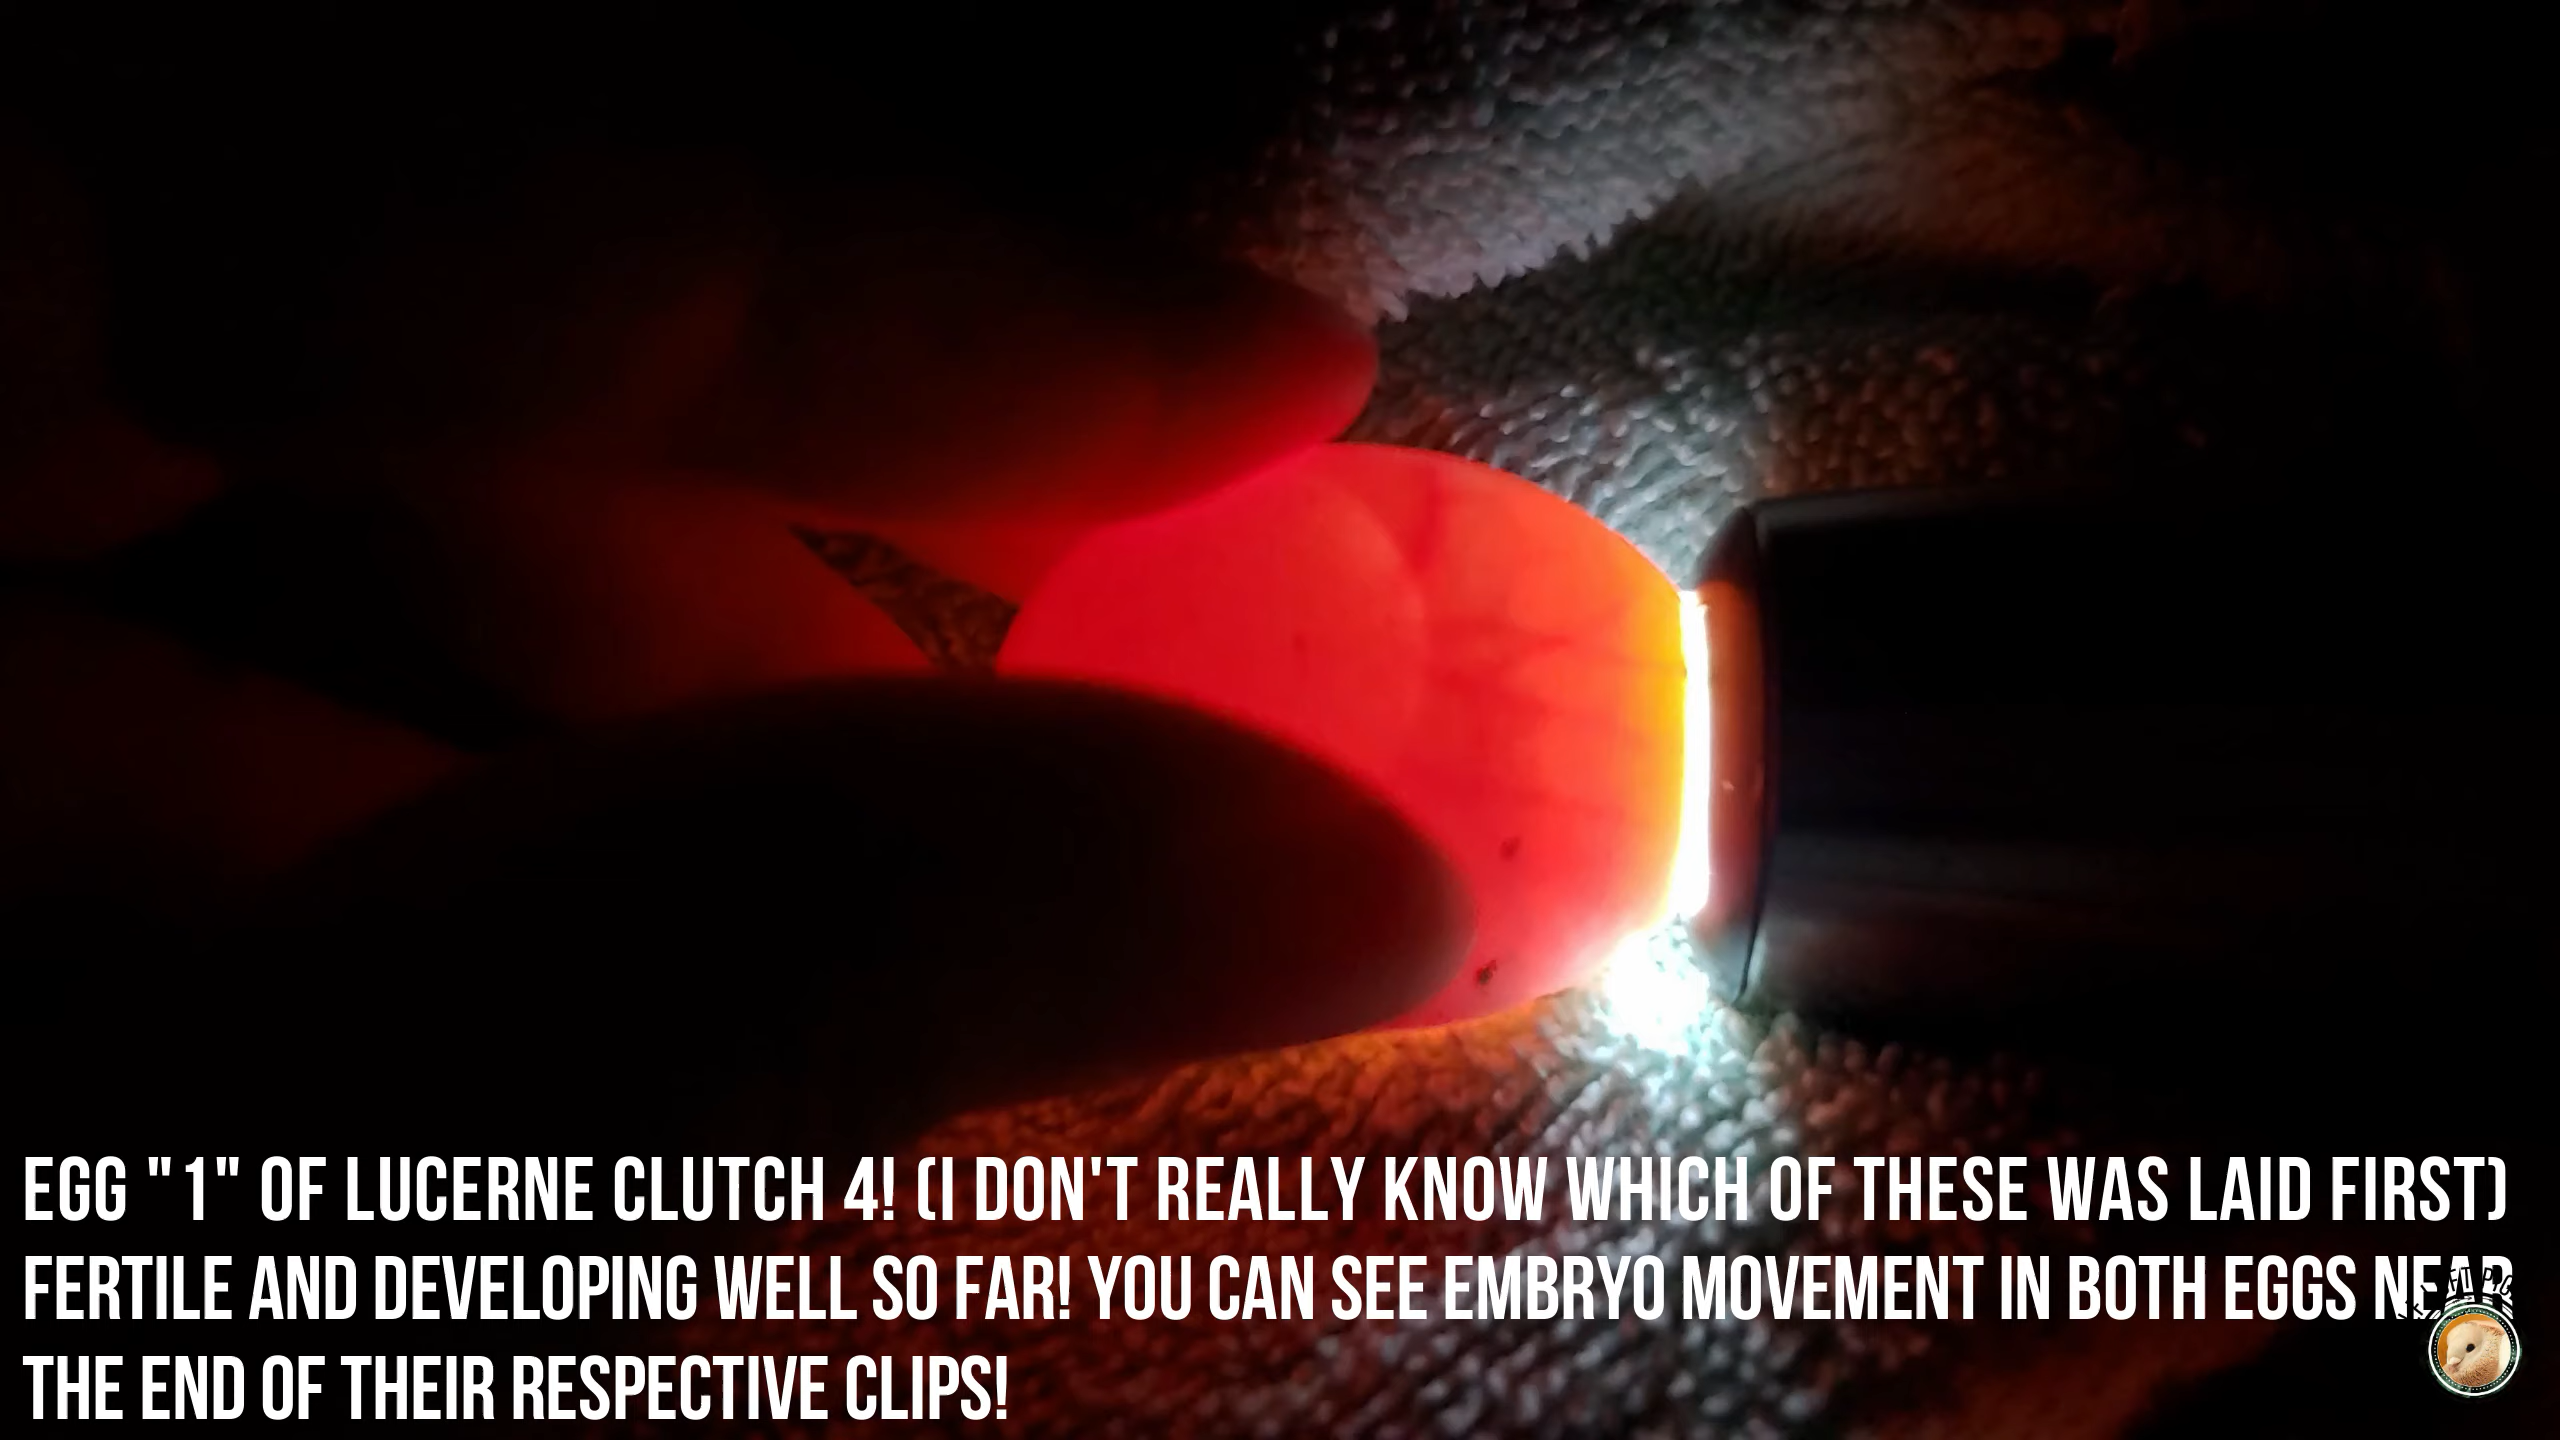 EGG "1" OF LUCERNE CLUTCH 4! (I DON'T REALLY KNOW WHICH OF THESE WAS LAID FIRST)
FERTILE AND DEVELOPING WELL SO FAR! YOU CAN SEE EMBRYO MOVEMENT IN BOTH EGGS NEAR
THE END OF THEIR RESPECTIVE CLIPS!